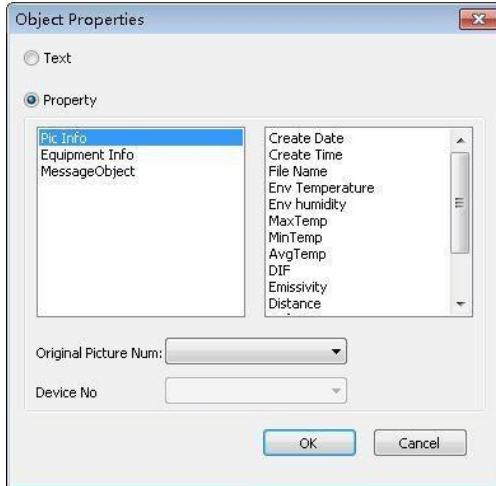 Object Properties
Text
Property
Pic Info
Equipment Info
MessageObject
Create Date
Create Time
File Name
Env Temperature
Env humidity
MaxTemp
MinTemp
AvgTemp
DIF
Emissivity
Distance
Original Picture Num:
Device No
OK
Cancel